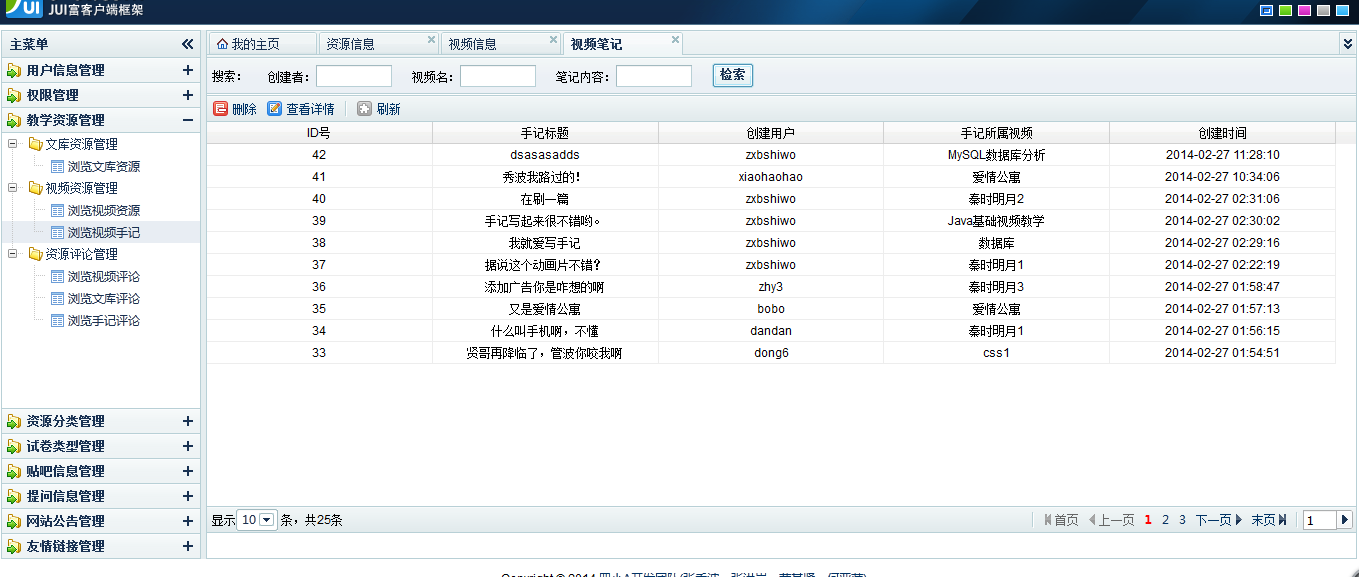 JUI富客户端框架
主菜单
用户信息管理
权限管理
教学资源管理
文库资源管理
浏览文库资源
视频资源管理
浏览视频资源
浏览视频手记
资源评论管理
浏览视频评论
浏览文库评论
浏览手记评论
资源分类管理
试卷类型管理
贴吧信息管理
提问信息管理
网站公告管理
友情链接管理
我的主页 资源信息 视频信息 视频笔记
搜索： 创建者： 视频名： 笔记内容： 检索
删除 查看详情 刷新
ID号 手记标题 创建用户 手记所属视频 创建时间
42 dsasasadds zxbshiwo MySQL数据库分析 2014-02-27 11:28:10
41 秀波我路过的！ xiaohaohao 爱情公寓 2014-02-27 10:34:06
40 在刷一篇 zxbshiwo 秦时明月2 2014-02-27 02:31:06
39 手记写起来很不错哟。 zxbshiwo Java基础视频教学 2014-02-27 02:30:02
38 我就爱写手记 zxbshiwo 数据库 2014-02-27 02:29:16
37 据说这个动画片不错？ zxbshiwo 秦时明月1 2014-02-27 02:22:19
36 添加广告你是咋想的啊 zhy3 秦时明月3 2014-02-27 01:58:47
35 又是爱情公寓 bobo 爱情公寓 2014-02-27 01:57:13
34 什么叫手机啊，不懂 dandan 秦时明月1 2014-02-27 01:56:15
33 贤哥再降临了，管波你咬我啊 dong6 css1 2014-02-27 01:54:51
显示 10 条，共25条 首页 上一页 1 2 3 下一页 末页 1
Copyright © 2014